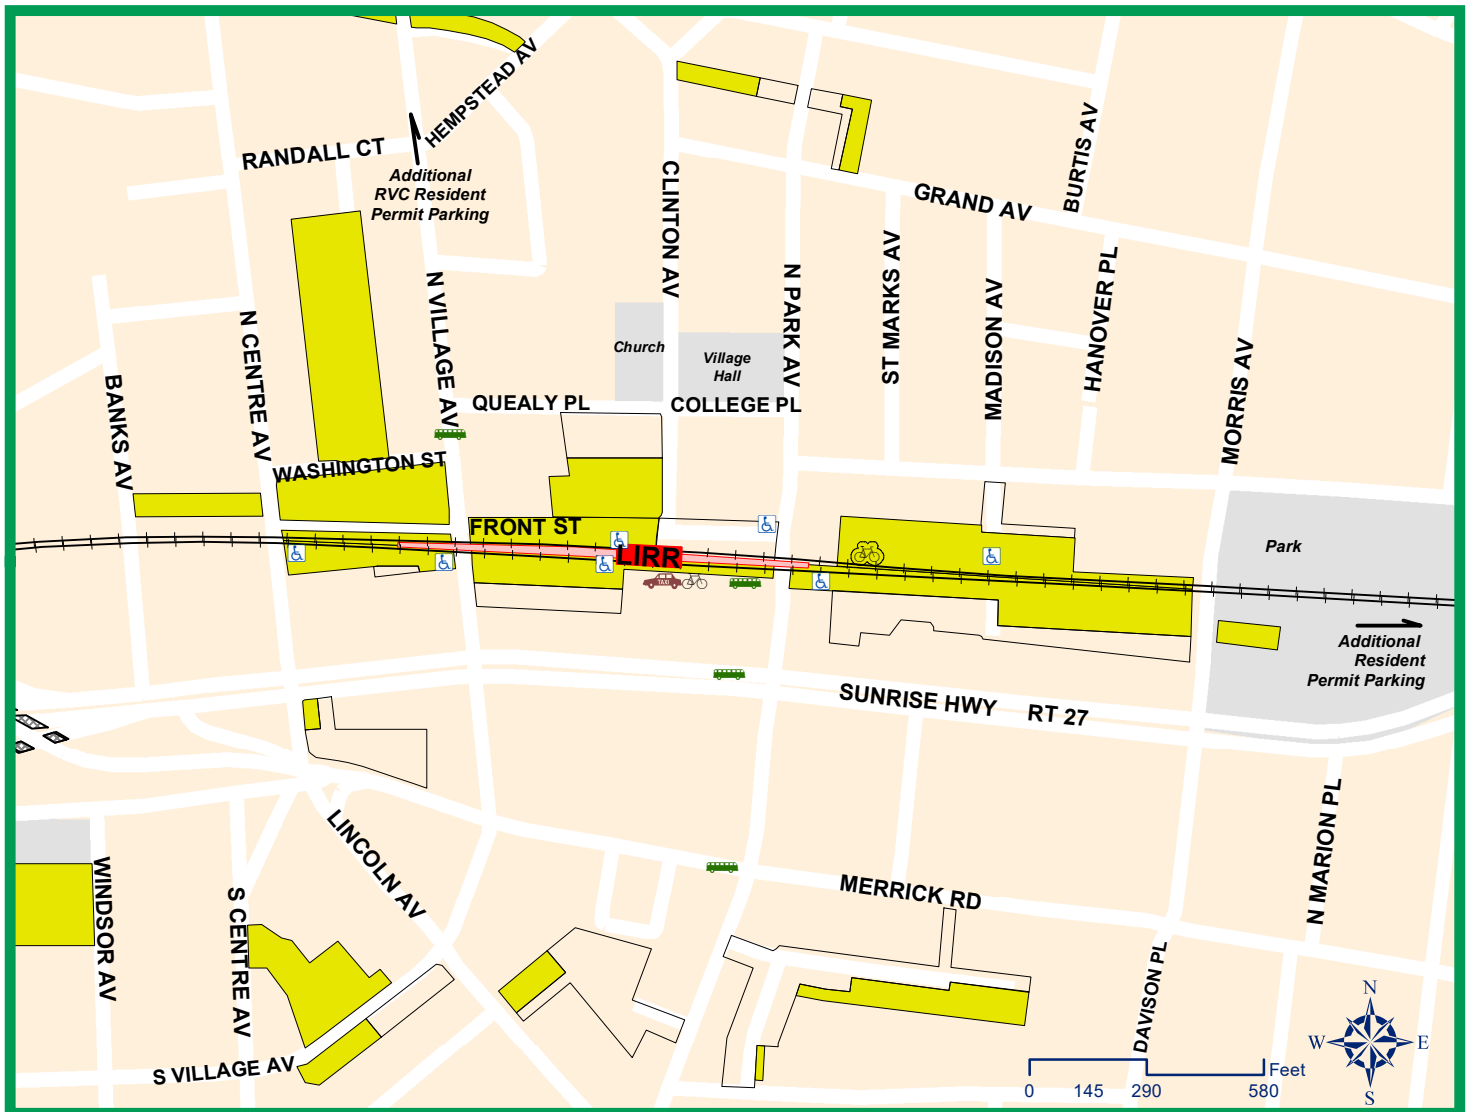 HEMPSTEAD AV
RANDALL CT
Additional
RVC Resident
Permit Parking
CLINTON AV
BURTIS AV
GRAND AV
N PARK AV
ST MARKS AV
MADISON AV
HANOVER PL
MORRIS AV
N VILLAGE AV
N CENTRE AV
BANKS AV
Church
Village
Hall
QUEALY PL
COLLEGE PL
WASHINGTON ST
FRONT ST
LIRR
TAXI
Park
Additional
Resident
Permit Parking
SUNRISE HWY RT 27
LINCOLN AV
WINDSOR AV
S CENTRE AV
MERRICK RD
N MARION PL
DAVISON PL
S VILLAGE AV
N
W E
S
Feet
0 145 290 580